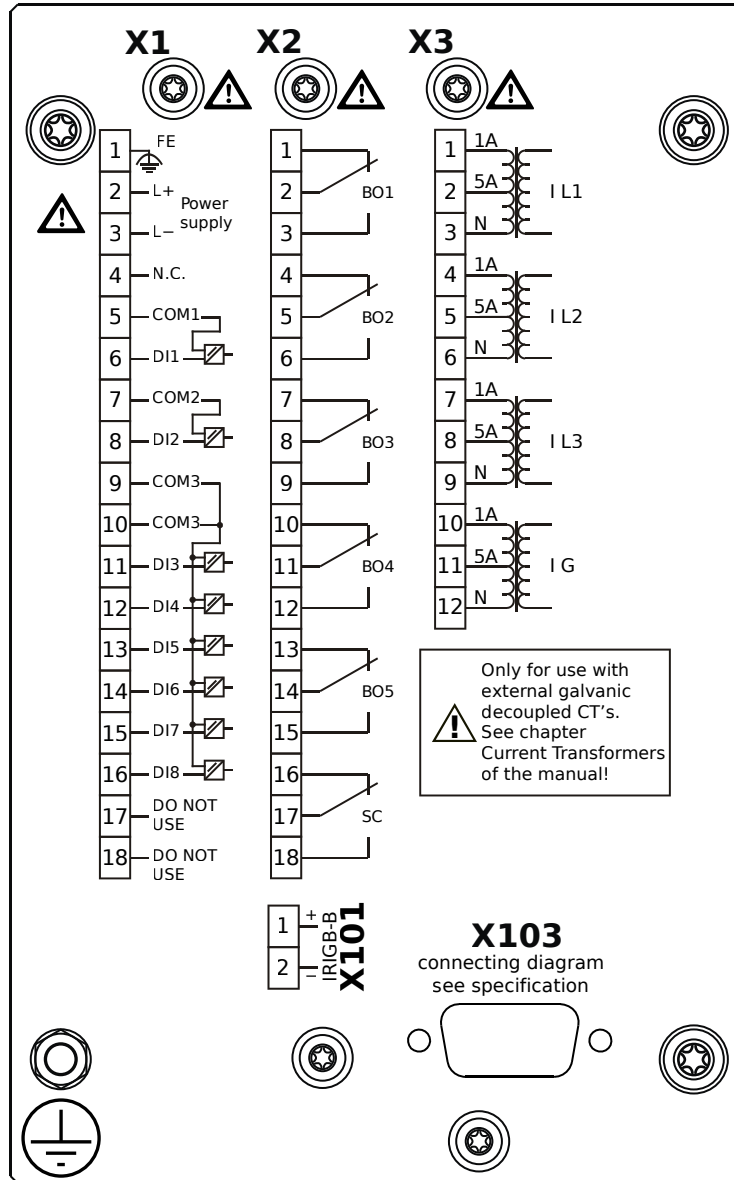 X1 X2 X3
1 FE
2 L+
Power
supply
3 L−
4 N.C.
5 COM1
6 DI1
7 COM2
8 DI2
9 COM3
10 COM3
11 DI3
12 DI4
13 DI5
14 DI6
15 DI7
16 DI8
17 DO NOT
USE
18 DO NOT
USE
1
2 BO1
3
4
5 BO2
6
7
8 BO3
9
10
11 BO4
12
13
14 BO5
15
16
17 SC
18
1 1A
2 5A I L1
3 N
4 1A
5 5A I L2
6 N
7 1A
8 5A I L3
9 N
10 1A
11 5A I G
12 N
Only for use with
external galvanic
decoupled CT’s.
See chapter
Current Transformers
of the manual!
1 +
2 −
IRIGB-B
X101
X103
connecting diagram
see specification